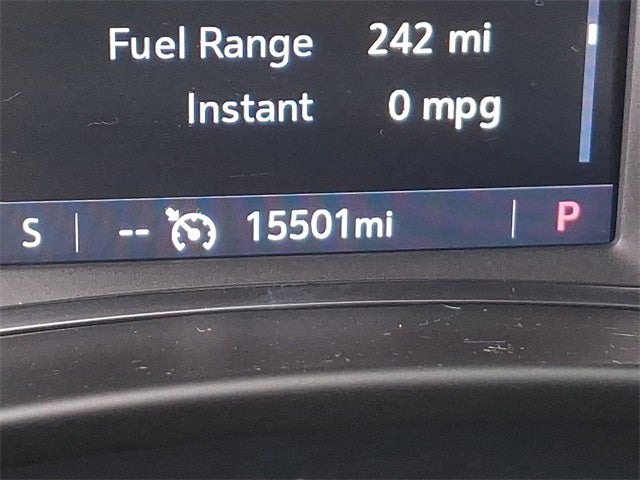 Fuel Range 242 mi
Instant 0 mpg
S -- 15501mi P